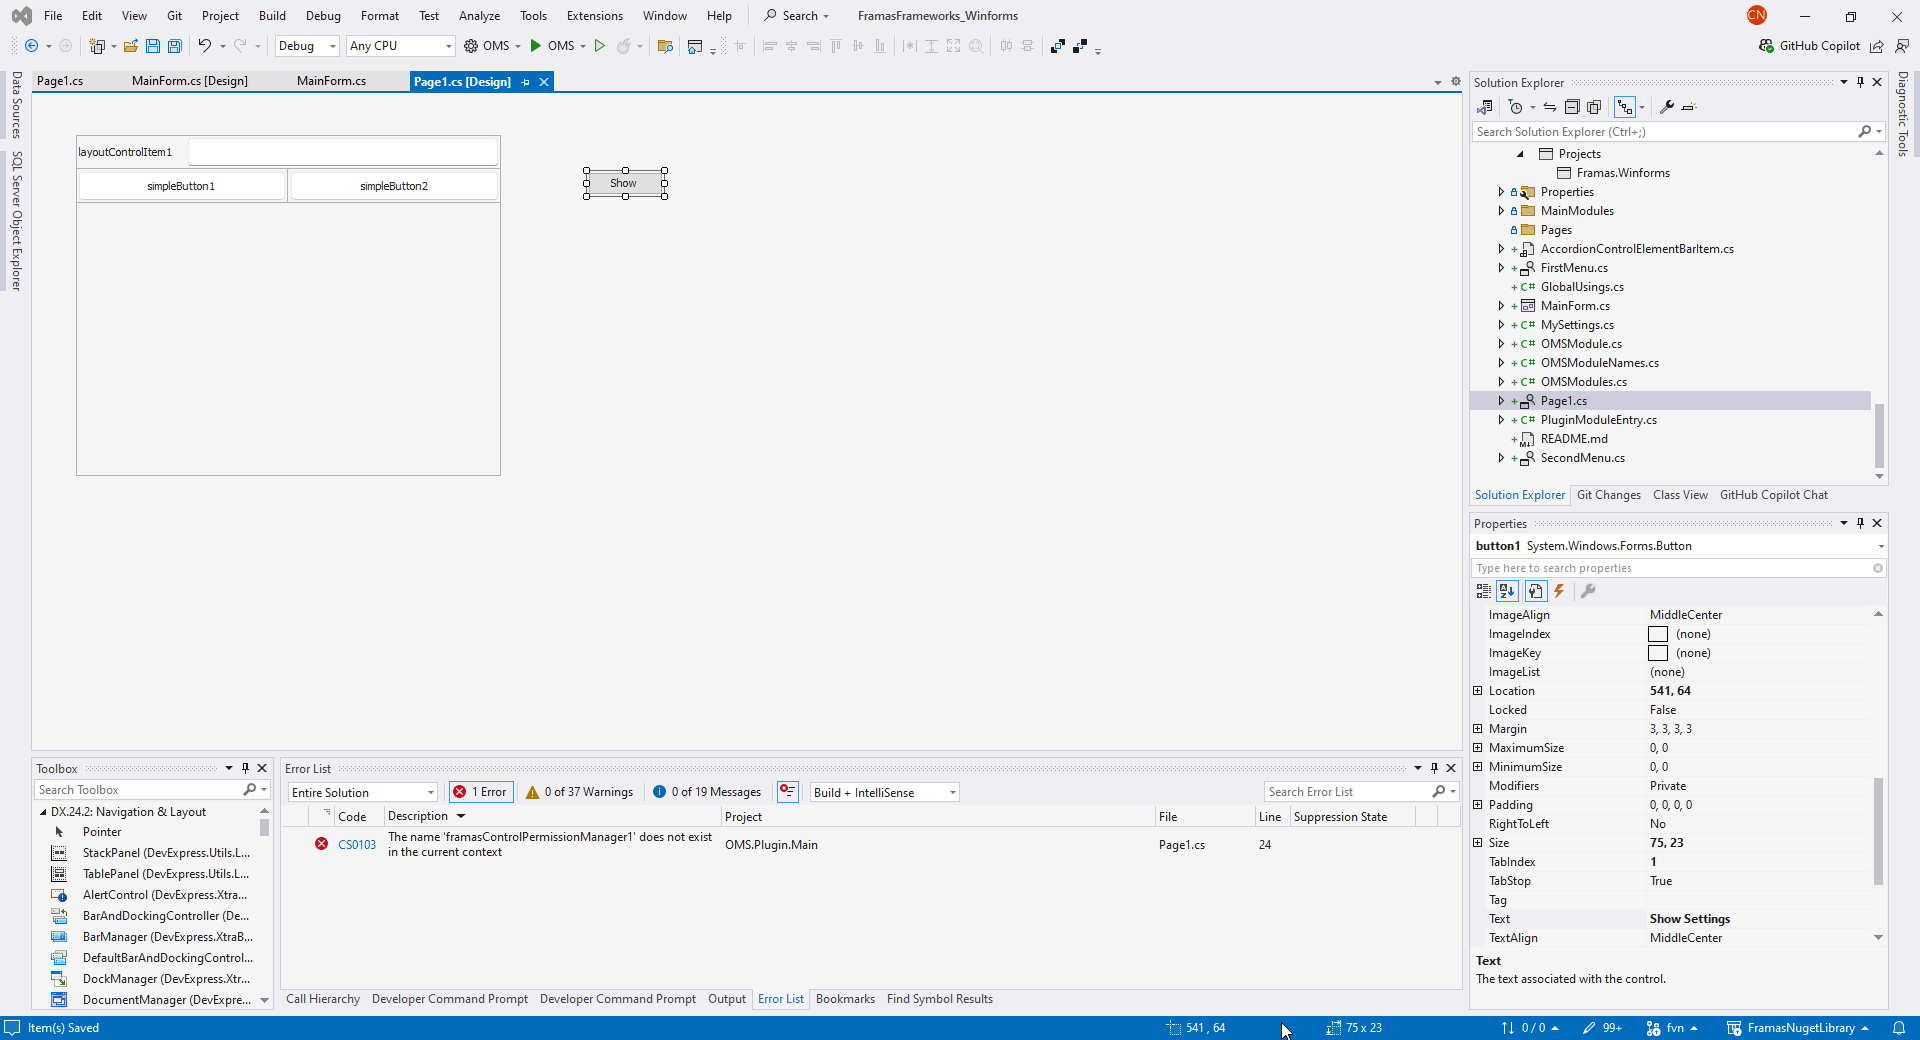 File Edit View Git Project Build Debug Format Test Analyze Tools Extensions Window Help Search FramasFrameworks_Winforms CN
Debug Any CPU OMS OMS GitHub Copilot
Page1.cs MainForm.cs [Design] MainForm.cs Page1.cs [Design]
Data Sources
SQL Server Object Explorer
Diagnostic Tools
layoutControlItem1
simpleButton1 simpleButton2
Show
Solution Explorer
Search Solution Explorer (Ctrl+;)
Projects
Framas.Winforms
Properties
MainModules
Pages
AccordionControlElementBarItem.cs
FirstMenu.cs
C# GlobalUsings.cs
MainForm.cs
C# MySettings.cs
C# OMSModule.cs
C# OMSModuleNames.cs
C# OMSModules.cs
Page1.cs
C# PluginModuleEntry.cs
README.md
SecondMenu.cs
Solution Explorer Git Changes Class View GitHub Copilot Chat
Properties
button1 System.Windows.Forms.Button
Type here to search properties
ImageAlign MiddleCenter
ImageIndex (none)
ImageKey (none)
ImageList (none)
Location 541, 64
Locked False
Margin 3, 3, 3, 3
MaximumSize 0, 0
MinimumSize 0, 0
Modifiers Private
Padding 0, 0, 0, 0
RightToLeft No
Size 75, 23
TabIndex 1
TabStop True
Tag
Text Show Settings
TextAlign MiddleCenter
Text
The text associated with the control.
Toolbox
Search Toolbox
DX.24.2: Navigation & Layout
Pointer
StackPanel (DevExpress.Utils.L...
TablePanel (DevExpress.Utils.L...
AlertControl (DevExpress.Xtra...
BarAndDockingController (De...
BarManager (DevExpress.XtraB...
DefaultBarAndDockingControl...
DockManager (DevExpress.Xtr...
DocumentManager (DevExpre...
Error List
Entire Solution 1 Error 0 of 37 Warnings 0 of 19 Messages Build + IntelliSense Search Error List
Code Description Project File Line Suppression State
CS0103 The name 'framasControlPermissionManager1' does not exist in the current context OMS.Plugin.Main Page1.cs 24
Call Hierarchy Developer Command Prompt Developer Command Prompt Output Error List Bookmarks Find Symbol Results
Item(s) Saved 541 , 64 75 x 23 0 / 0 99+ fvn FramasNugetLibrary